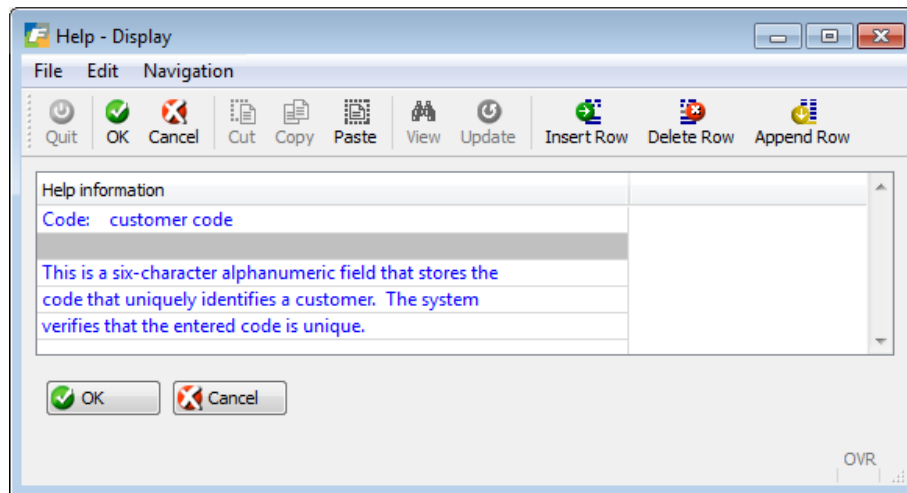 Help - Display
File Edit Navigation
Quit OK Cancel Cut Copy Paste View Update Insert Row Delete Row Append Row
Help information
Code: customer code
This is a six-character alphanumeric field that stores the
code that uniquely identifies a customer. The system
verifies that the entered code is unique.
OK Cancel
OVR